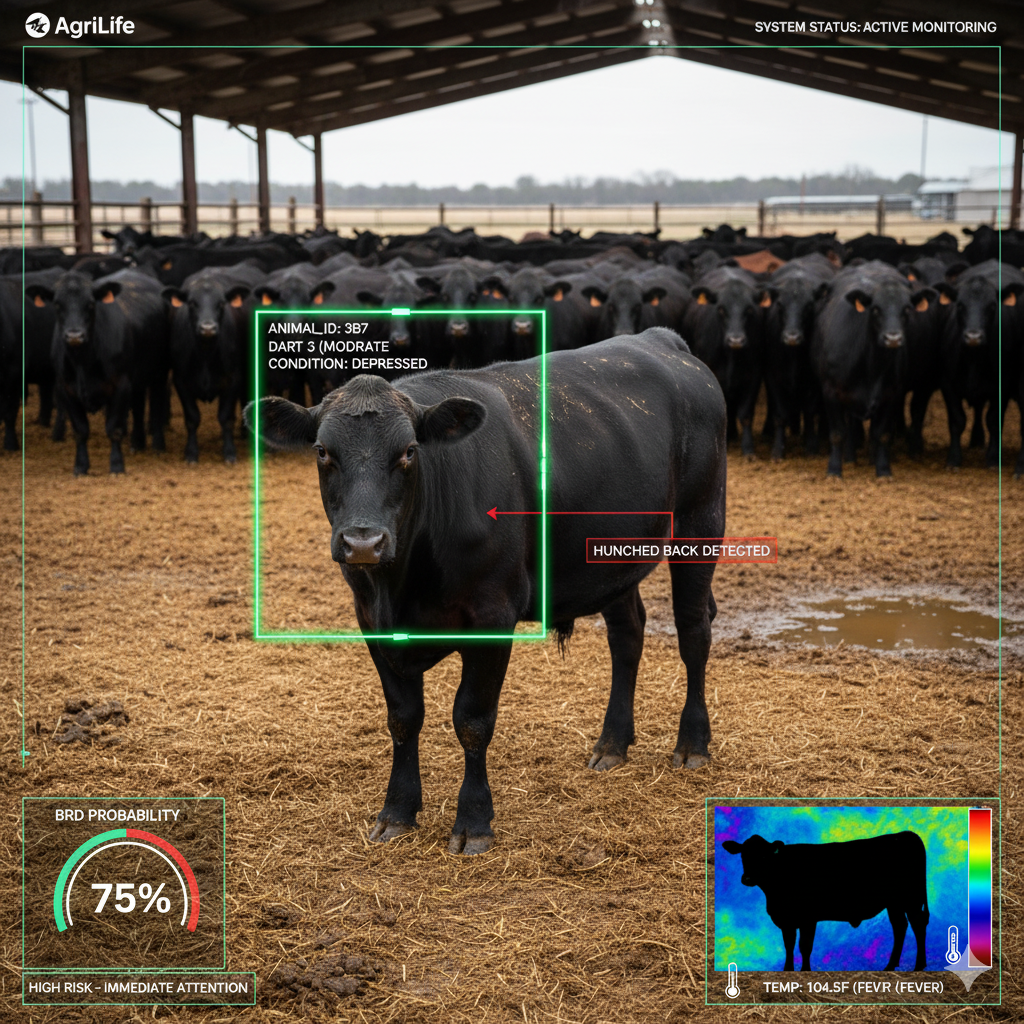 AgriLife
SYSTEM STATUS: ACTIVE MONITORING
ANIMAL_ID: 3B7
DART 3 (MODRATE
CONDITION: DEPRESSED
HUNCHED BACK DETECTED
BRD PROBABILITY
75%
HIGH RISK – IMMEDIATE ATTENTION
TEMP: 104.SF (FEVR (FEVER)